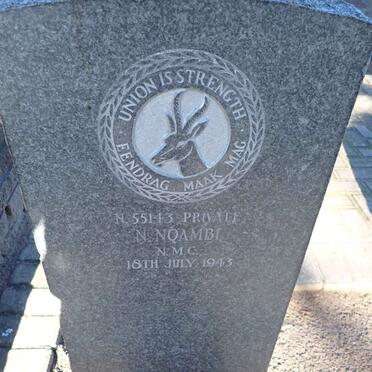 UNION IS STRENGTH
EENDRAG MAAK MAG
N. 55143 PRIVATE
N. NQAMBI
N.M.C.
18TH JULY 1943